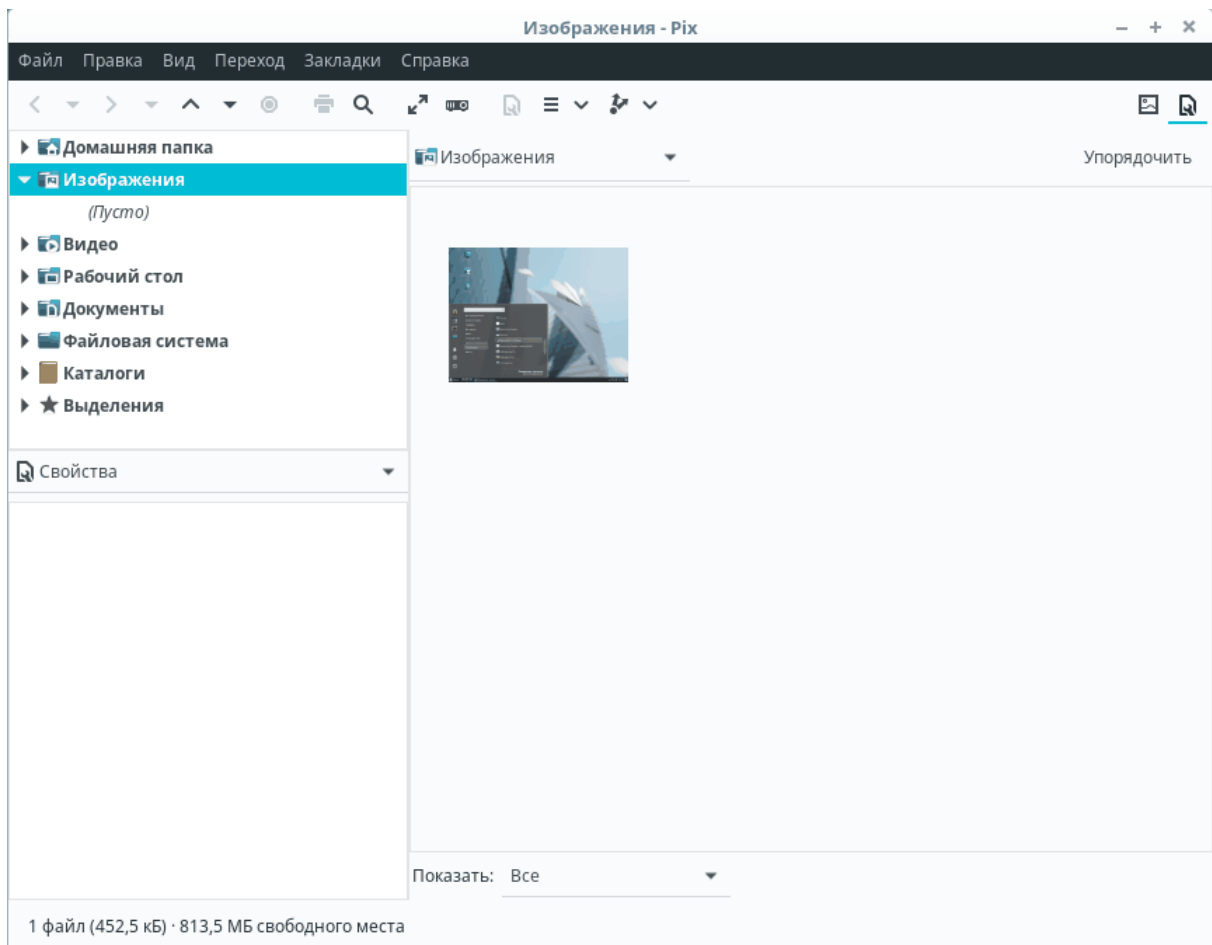 Изображения - Pix
Файл Правка Вид Переход Закладки Справка
Домашняя папка
Изображения
(Пусто)
Видео
Рабочий стол
Документы
Файловая система
Каталоги
Выделения
Свойства
Изображения
Упорядочить
Показать: Все
1 файл (452,5 кБ) · 813,5 МБ свободного места